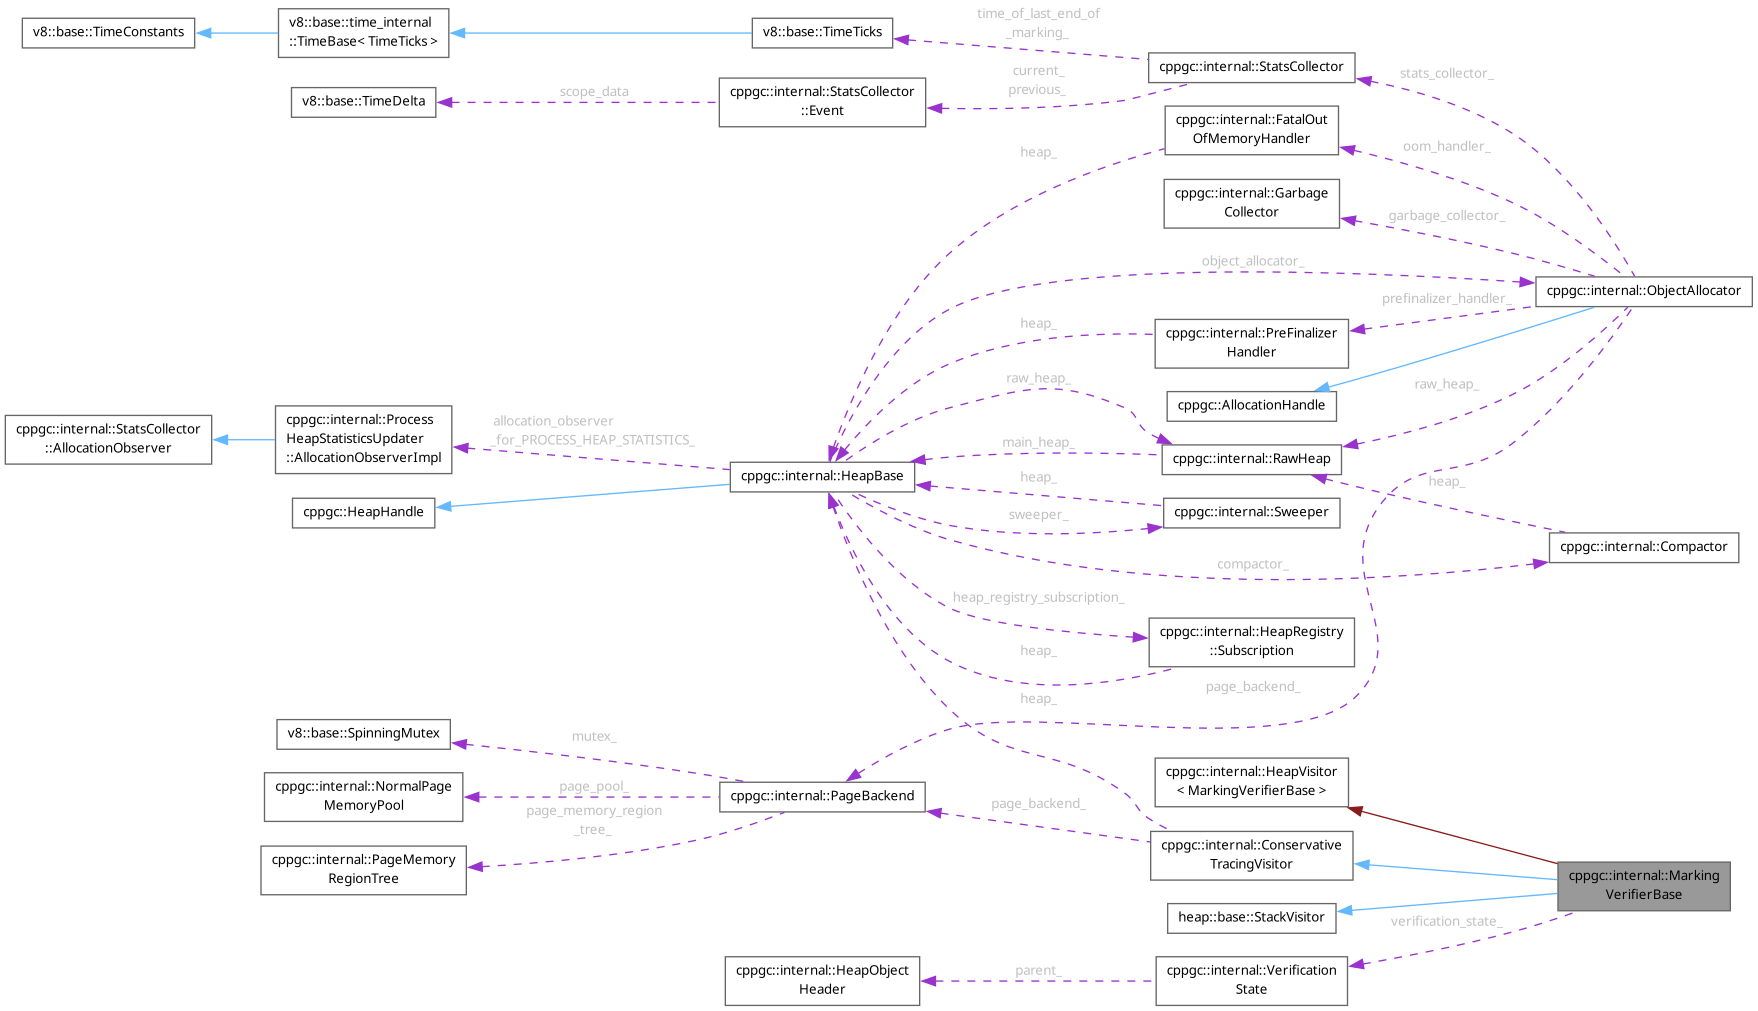 time_of_last_end_of
_marking_
v8::base::TimeConstants
v8::base::time_internal
::TimeBase< TimeTicks >
v8::base::TimeTicks
cppgc::internal::StatsCollector
stats_collector_
current_
previous_
v8::base::TimeDelta
scope_data
cppgc::internal::StatsCollector
::Event
cppgc::internal::FatalOut
OfMemoryHandler
oom_handler_
heap_
cppgc::internal::Garbage
Collector
garbage_collector_
object_allocator_
cppgc::internal::ObjectAllocator
prefinalizer_handler_
heap_
cppgc::internal::PreFinalizer
Handler
raw_heap_
raw_heap_
cppgc::AllocationHandle
cppgc::internal::StatsCollector
::AllocationObserver
cppgc::internal::Process
HeapStatisticsUpdater
::AllocationObserverImpl
allocation_observer
_for_PROCESS_HEAP_STATISTICS_
main_heap_
cppgc::internal::RawHeap
cppgc::internal::HeapBase
heap_
heap_
cppgc::HeapHandle
sweeper_
cppgc::internal::Sweeper
cppgc::internal::Compactor
compactor_
heap_registry_subscription_
cppgc::internal::HeapRegistry
::Subscription
heap_
page_backend_
heap_
v8::base::SpinningMutex
mutex_
cppgc::internal::HeapVisitor
< MarkingVerifierBase >
cppgc::internal::NormalPage
MemoryPool
page_pool_
cppgc::internal::PageBackend
page_backend_
page_memory_region
_tree_
cppgc::internal::PageMemory
RegionTree
cppgc::internal::Conservative
TracingVisitor
cppgc::internal::Marking
VerifierBase
heap::base::StackVisitor
verification_state_
cppgc::internal::HeapObject
Header
parent_
cppgc::internal::Verification
State